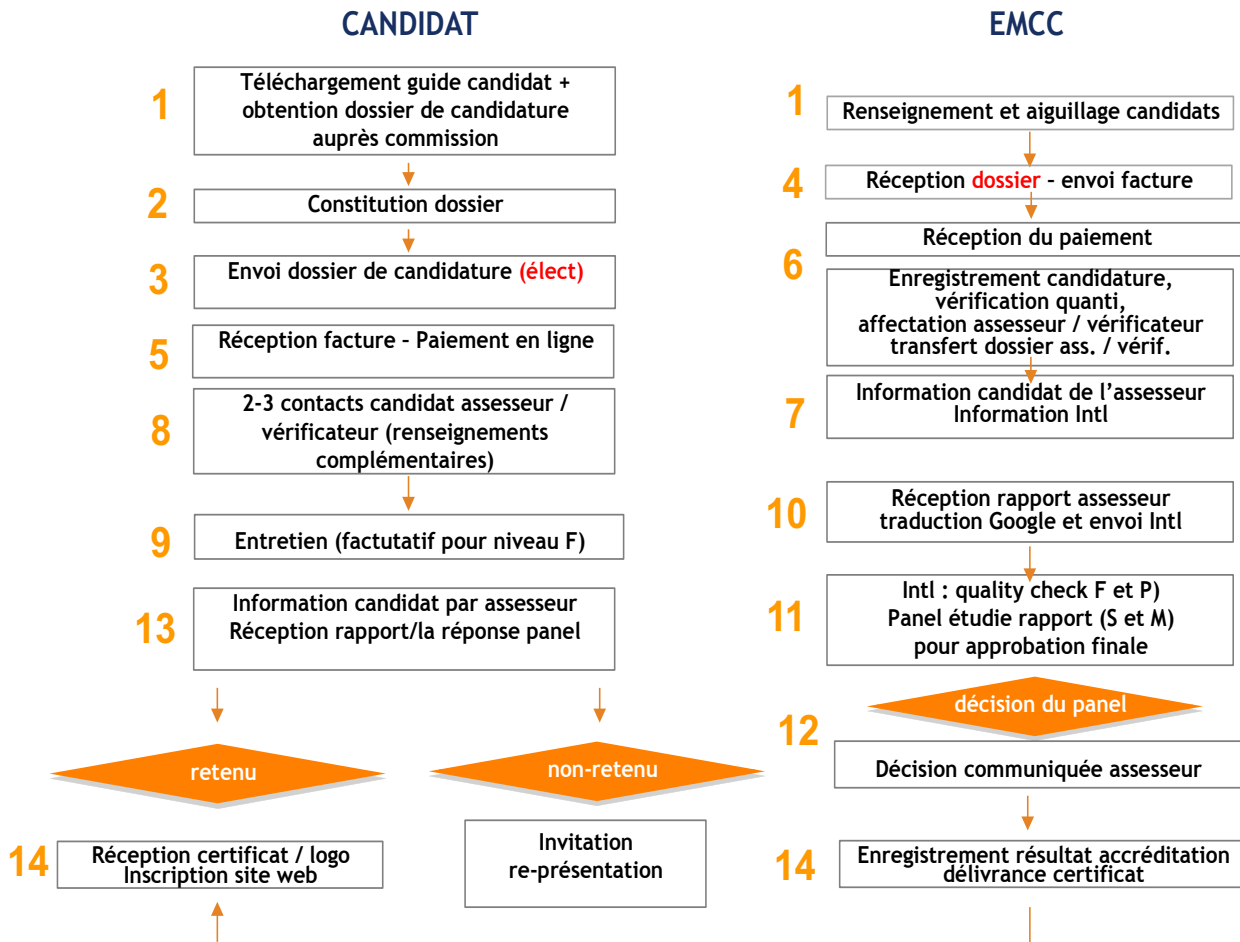 CANDIDAT
1
Téléchargement guide candidat +
obtention dossier de candidature
auprès commission
2
Constitution dossier
3
Envoi dossier de candidature (élect)
5
Réception facture – Paiement en ligne
8
2-3 contacts candidat assesseur /
vérificateur (renseignements
complémentaires)
9
Entretien (factutatif pour niveau F)
13
Information candidat par assesseur
Réception rapport/la réponse panel
retenu
non-retenu
14
Réception certificat / logo
Inscription site web
Invitation
re-présentation
EMCC
1
Renseignement et aiguillage candidats
4
Réception dossier – envoi facture
6
Réception du paiement
Enregistrement candidature,
vérification quanti,
affectation assesseur / vérificateur
transfert dossier ass. / vérif.
7
Information candidat de l’assesseur
Information Intl
10
Réception rapport assesseur
traduction Google et envoi Intl
11
Intl : quality check F et P)
Panel étudie rapport (S et M)
pour approbation finale
décision du panel
12
Décision communiquée assesseur
14
Enregistrement résultat accréditation
délivrance certificat